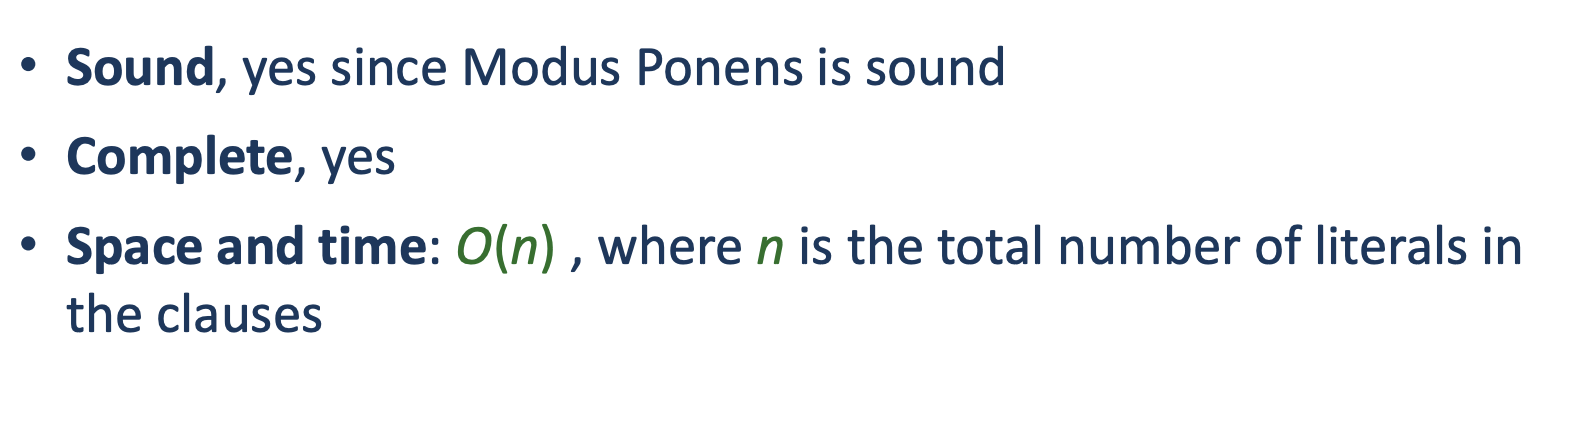 • Sound, yes since Modus Ponens is sound
• Complete, yes
• Space and time: O(n) , where n is the total number of literals in
the clauses